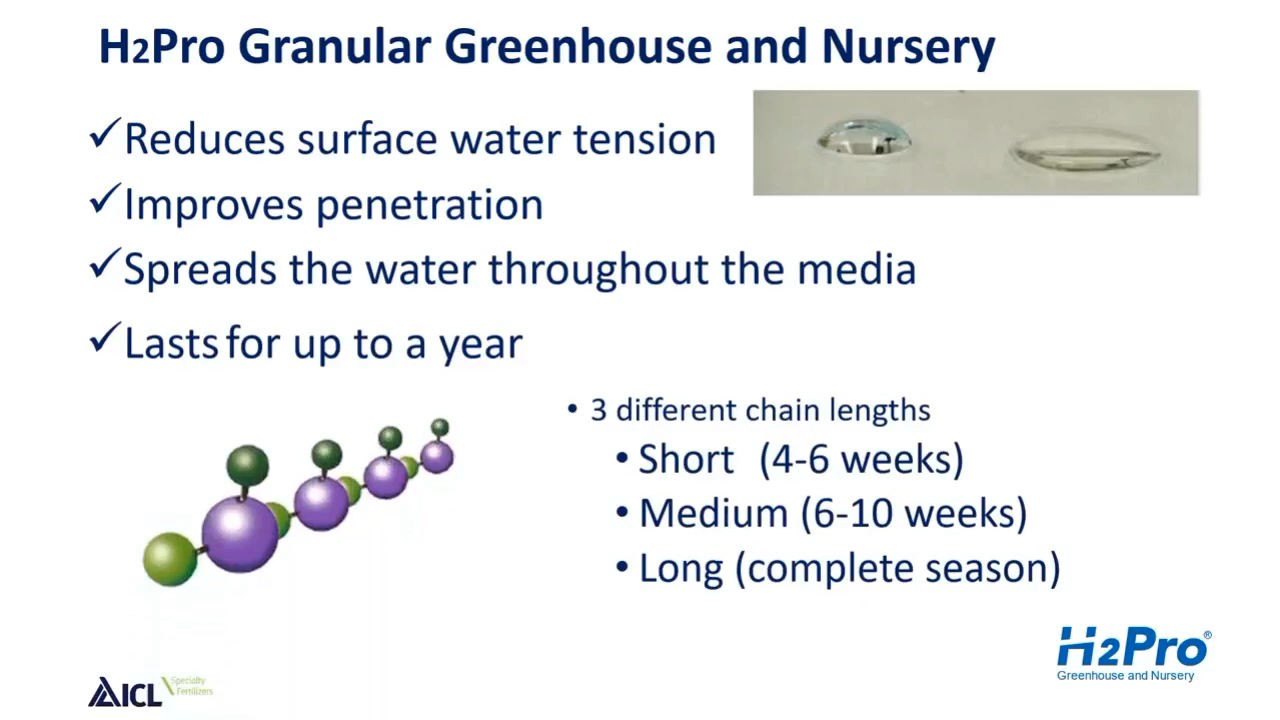 H2Pro Granular Greenhouse and Nursery
✓Reduces surface water tension
✓Improves penetration
✓Spreads the water throughout the media
✓Lasts for up to a year
• 3 different chain lengths
• Short (4-6 weeks)
• Medium (6-10 weeks)
• Long (complete season)
H2Pro®
Greenhouse and Nursery
ICL Specialty
Fertilizers